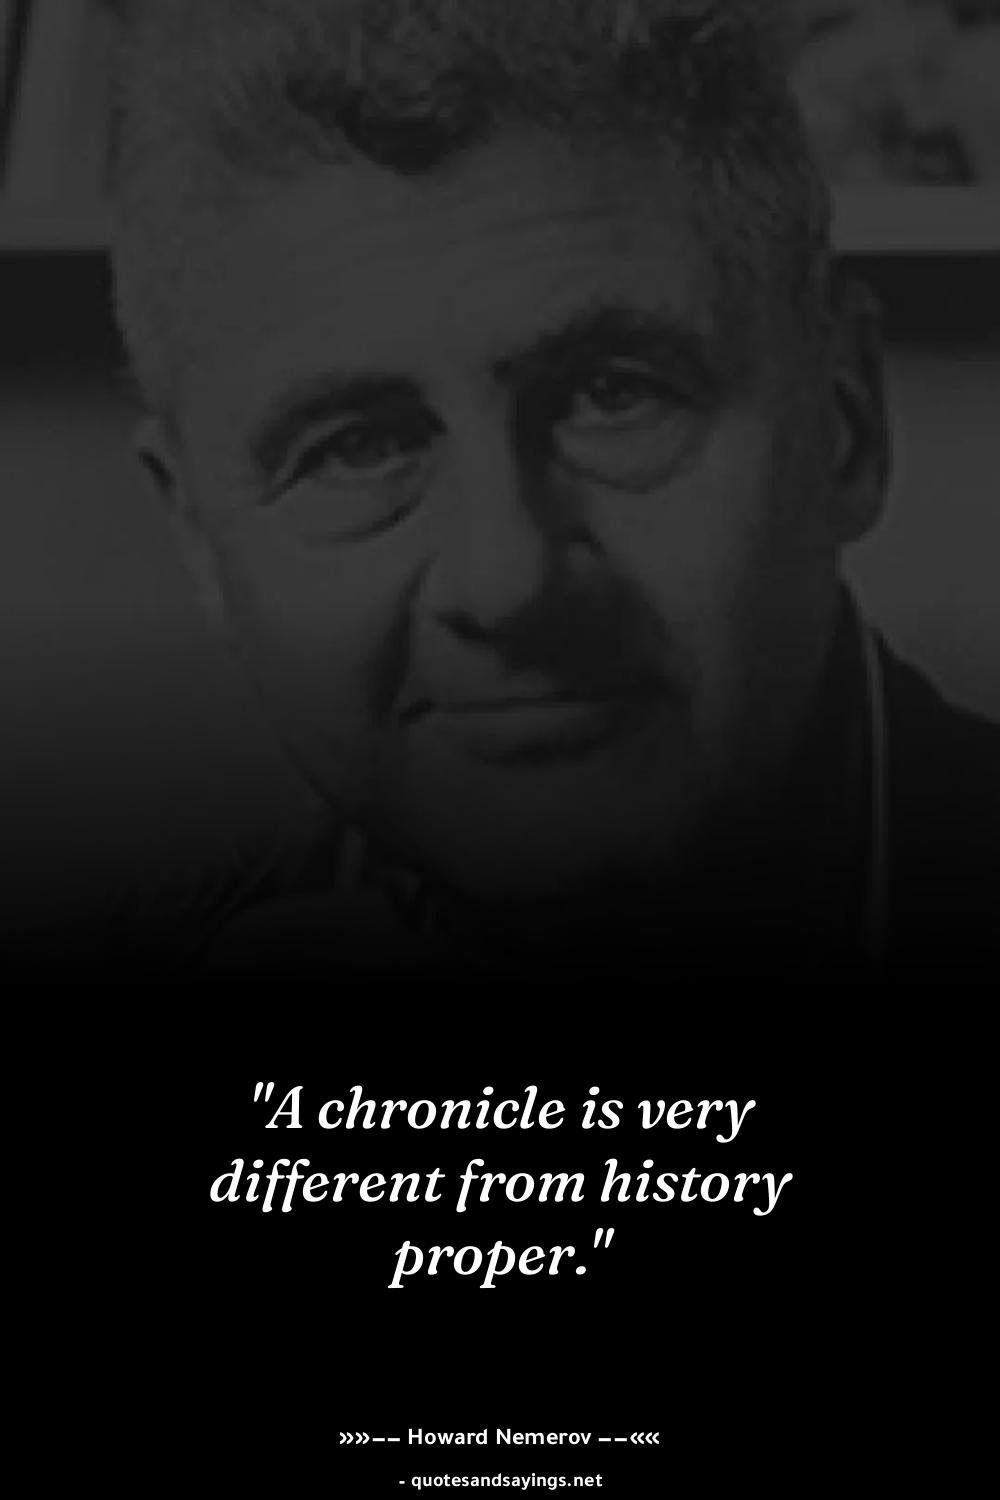 "A chronicle is very
different from history
proper."
»»−− Howard Nemerov −−««
- quotesandsayings.net